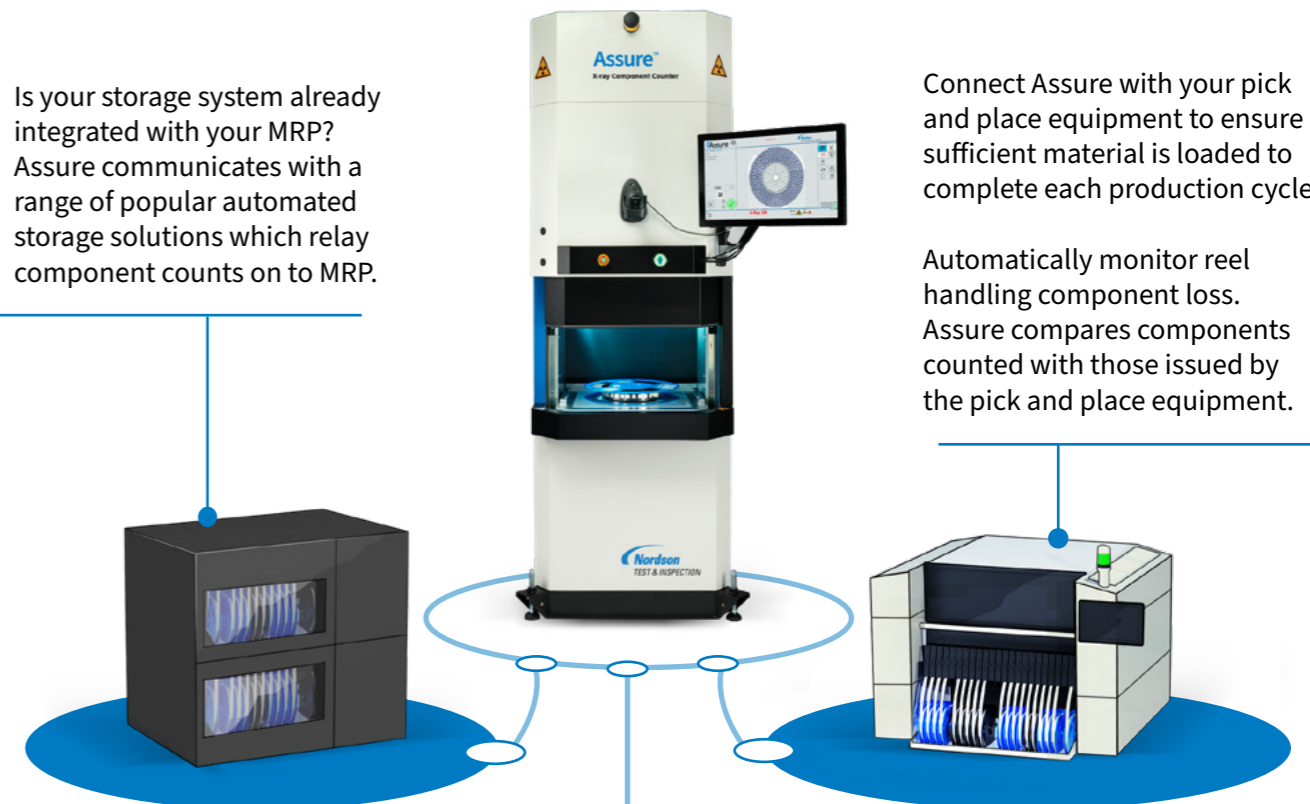 Is your storage system already
integrated with your MRP?
Assure communicates with a
range of popular automated
storage solutions which relay
component counts on to MRP.
Assure™
X-ray Component Counter
Assure
Nordson
TEST & INSPECTION
Connect Assure with your pick
and place equipment to ensure
sufficient material is loaded to
complete each production cycle
Automatically monitor reel
handling component loss.
Assure compares components
counted with those issued by
the pick and place equipment.